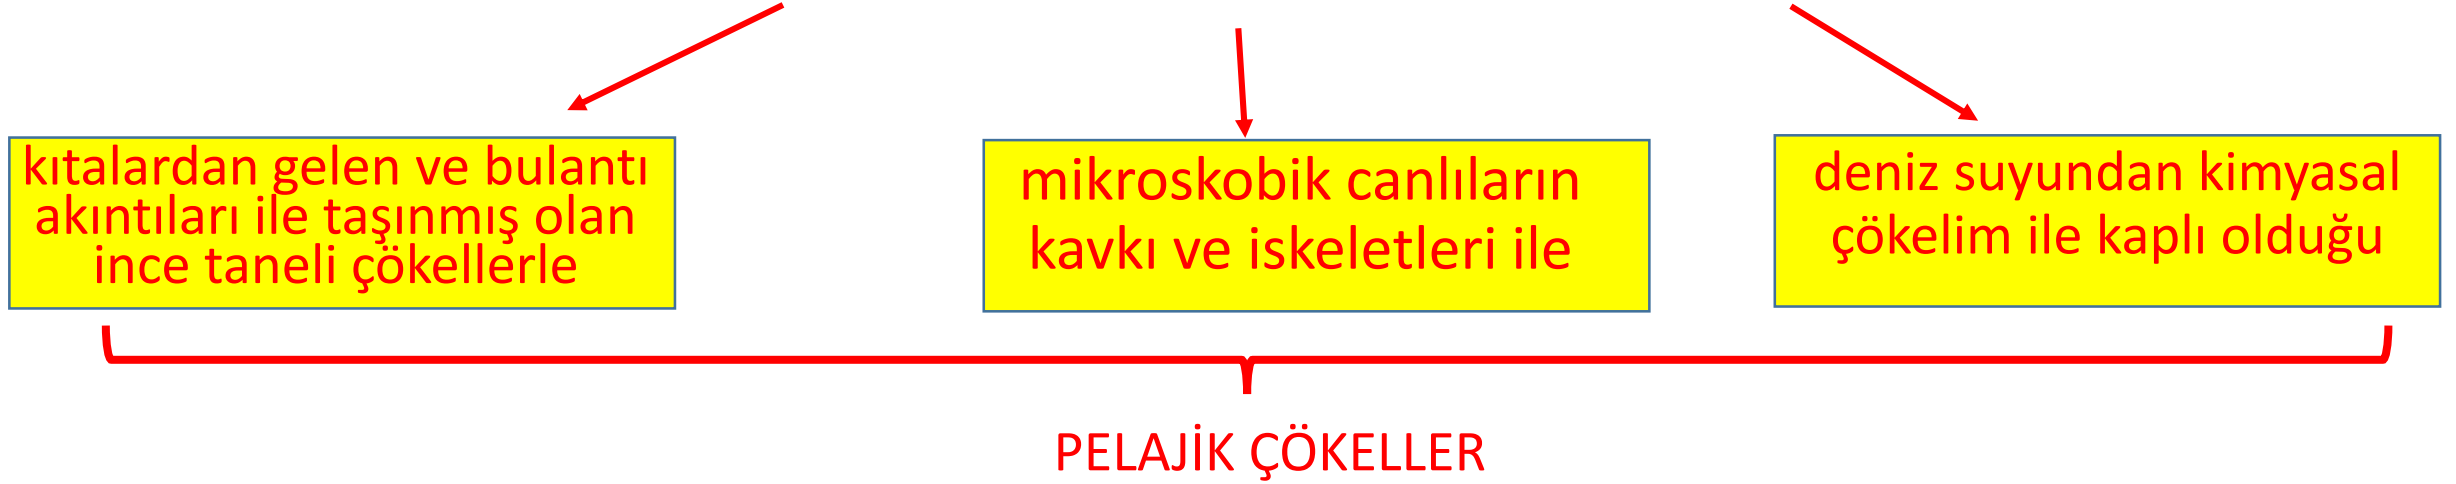 kıtalardan gelen ve bulantı
akıntıları ile taşınmış olan
ince taneli çökellerle
mikroskobik canlıların
kavkı ve iskeletleri ile
deniz suyundan kimyasal
çökelim ile kaplı olduğu
PELAJİK ÇÖKELLER